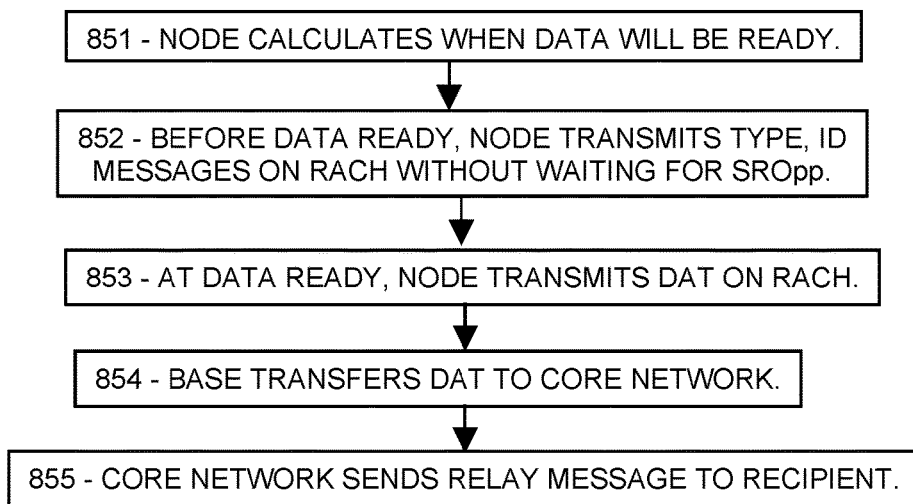 851 - NODE CALCULATES WHEN DATA WILL BE READY.
852 - BEFORE DATA READY, NODE TRANSMITS TYPE, ID
MESSAGES ON RACH WITHOUT WAITING FOR SROpp.
853 - AT DATA READY, NODE TRANSMITS DAT ON RACH.
854 - BASE TRANSFERS DAT TO CORE NETWORK.
855 - CORE NETWORK SENDS RELAY MESSAGE TO RECIPIENT.